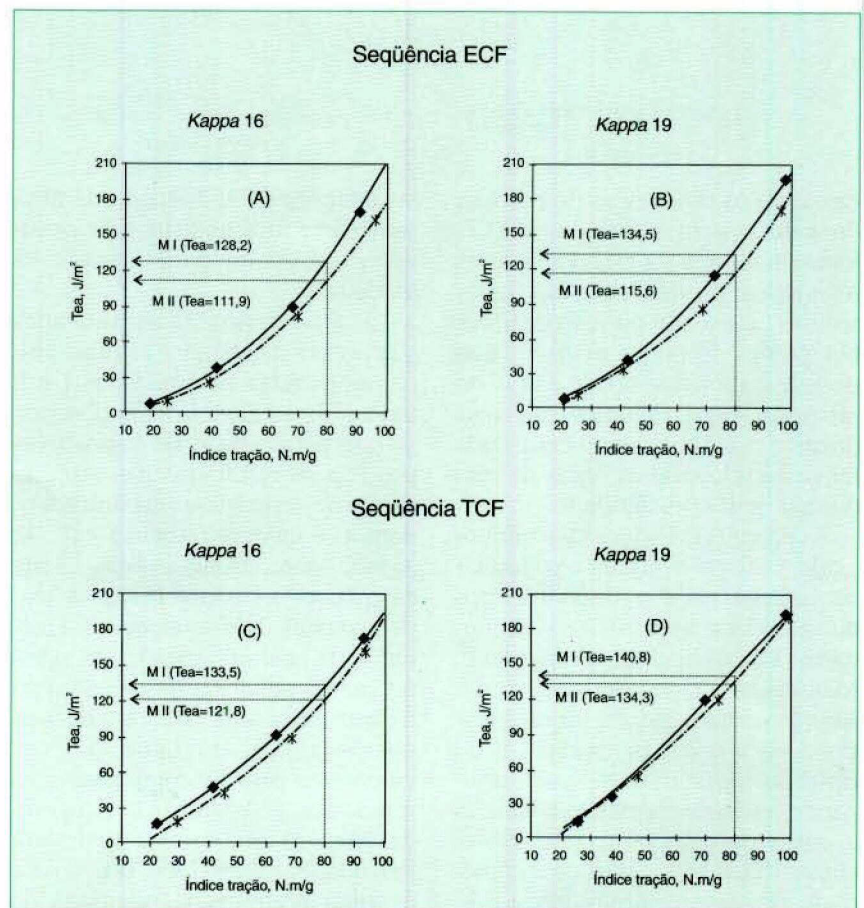 Seqüência ECF
Kappa 16
Tea, J/m²
210
180
150
120
90
60
30
0
(A)
M I (Tea=128,2)
M II (Tea=111,9)
10 20 30 40 50 60 70 80 90 100
Índice tração, N.m/g
Kappa 19
Tea, J/m²
210
180
150
120
90
60
30
0
(B)
M I (Tea=134,5)
M II (Tea=115,6)
10 20 30 40 50 60 70 80 90 100
Índice tração, N.m/g
Seqüência TCF
Kappa 16
Tea, J/m²
210
180
150
120
90
60
30
0
(C)
M I (Tea=133,5)
M II (Tea=121,8)
10 20 30 40 50 60 70 80 90 100
Índice tração, N.m/g
Kappa 19
Tea, J/m²
210
180
150
120
90
60
30
0
(D)
M I (Tea=140,8)
M II (Tea=134,3)
10 20 30 40 50 60 70 80 90 100
Índice tração, N.m/g